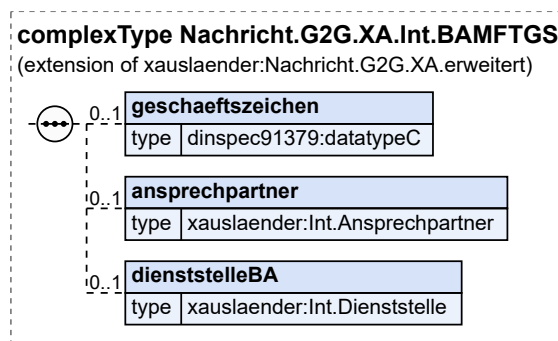 complexType Nachricht.G2G.XA.Int.BAMFTGS
(extension of xauslaender:Nachricht.G2G.XA.erweitert)
0..1 geschaeftszeichen
type dinspec91379:datatypeC
0..1 ansprechpartner
type xauslaender:Int.Ansprechpartner
0..1 dienststelleBA
type xauslaender:Int.Dienststelle